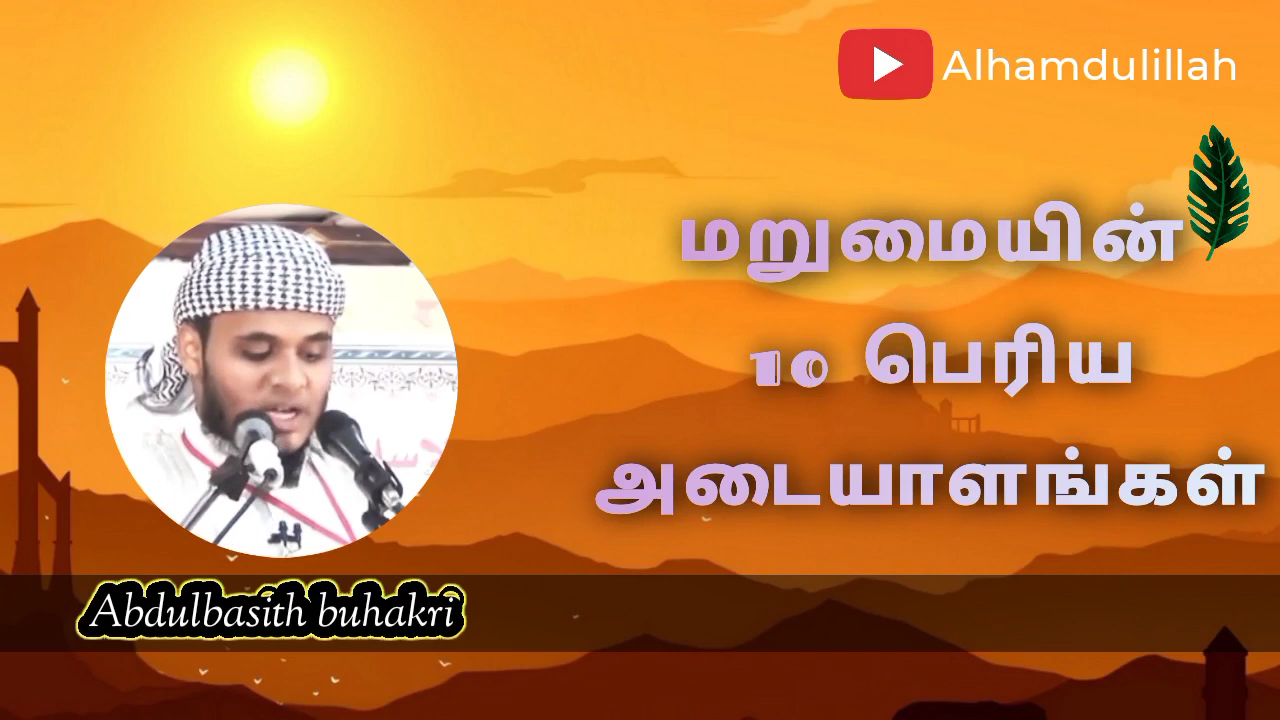 Alhamdulillah
மறுமையின்
10 பெரிய
அடையாளங்கள்
Abdulbasith buhakri